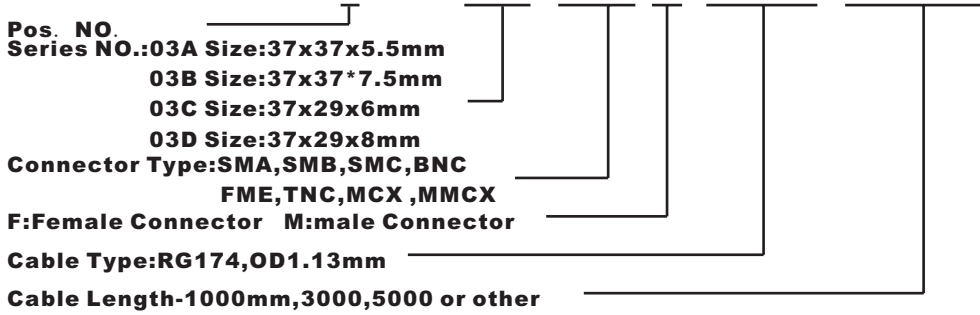 Pos. NO.
Series NO.:03A Size:37x37x5.5mm
03B Size:37x37*7.5mm
03C Size:37x29x6mm
03D Size:37x29x8mm
Connector Type:SMA,SMB,SMC,BNC
FME,TNC,MCX ,MMCX
F:Female Connector M:male Connector
Cable Type:RG174,OD1.13mm
Cable Length-1000mm,3000,5000 or other